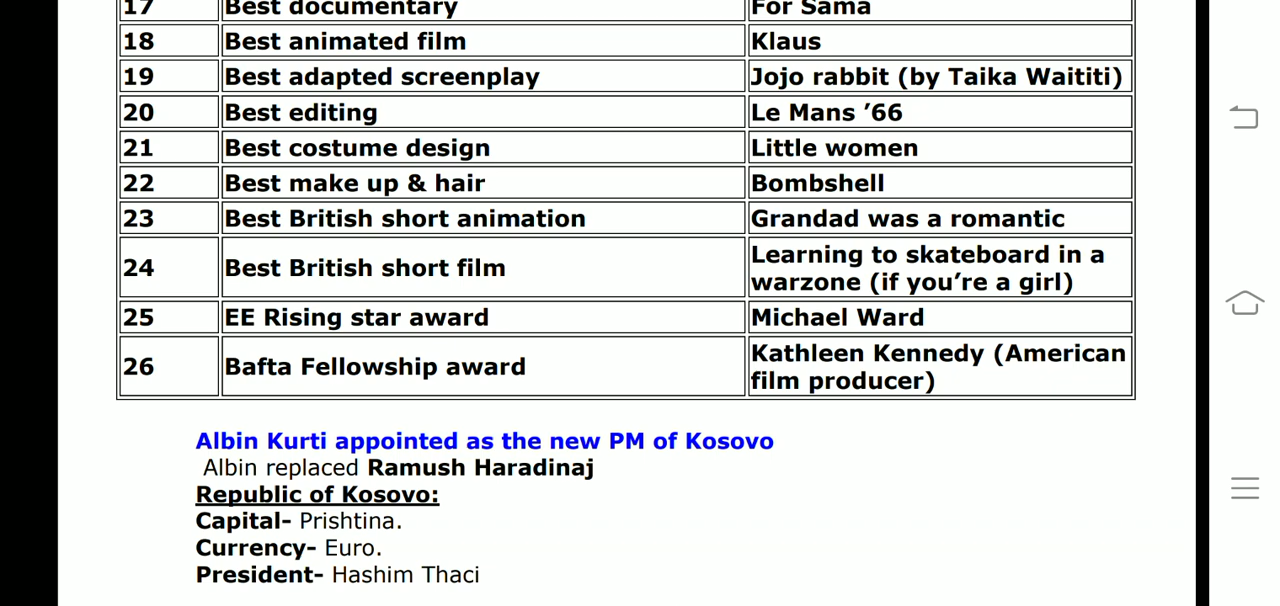 17 Best documentary For Sama
18 Best animated film Klaus
19 Best adapted screenplay Jojo rabbit (by Taika Waititi)
20 Best editing Le Mans ’66
21 Best costume design Little women
22 Best make up & hair Bombshell
23 Best British short animation Grandad was a romantic
24 Best British short film Learning to skateboard in a
warzone (if you’re a girl)
25 EE Rising star award Michael Ward
26 Bafta Fellowship award Kathleen Kennedy (American
film producer)
Albin Kurti appointed as the new PM of Kosovo
Albin replaced Ramush Haradinaj
Republic of Kosovo:
Capital- Prishtina.
Currency- Euro.
President- Hashim Thaci